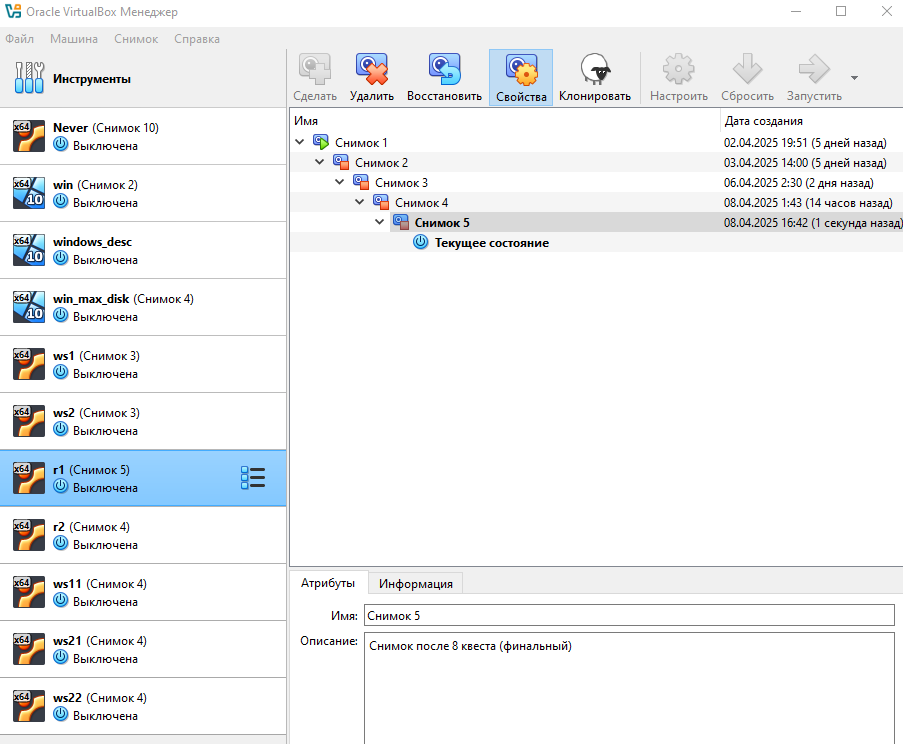 Oracle VirtualBox Менеджер
Файл Машина Снимок Справка
Инструменты
Сделать Удалить Восстановить Свойства Клонировать Настроить Сбросить Запустить
x64 Never (Снимок 10)
Выключена
x64 10 win (Снимок 2)
Выключена
x64 10 windows_desc
Выключена
x64 10 win_max_disk (Снимок 4)
Выключена
x64 ws1 (Снимок 3)
Выключена
x64 ws2 (Снимок 3)
Выключена
x64 r1 (Снимок 5)
Выключена
x64 r2 (Снимок 4)
Выключена
x64 ws11 (Снимок 4)
Выключена
x64 ws21 (Снимок 4)
Выключена
x64 ws22 (Снимок 4)
Выключена
Имя Дата создания
Снимок 1 02.04.2025 19:51 (5 дней назад)
Снимок 2 03.04.2025 14:00 (5 дней назад)
Снимок 3 06.04.2025 2:30 (2 дня назад)
Снимок 4 08.04.2025 1:43 (14 часов назад)
Снимок 5 08.04.2025 16:42 (1 секунда назад)
Текущее состояние
Атрибуты Информация
Имя: Снимок 5
Описание: Снимок после 8 квеста (финальный)